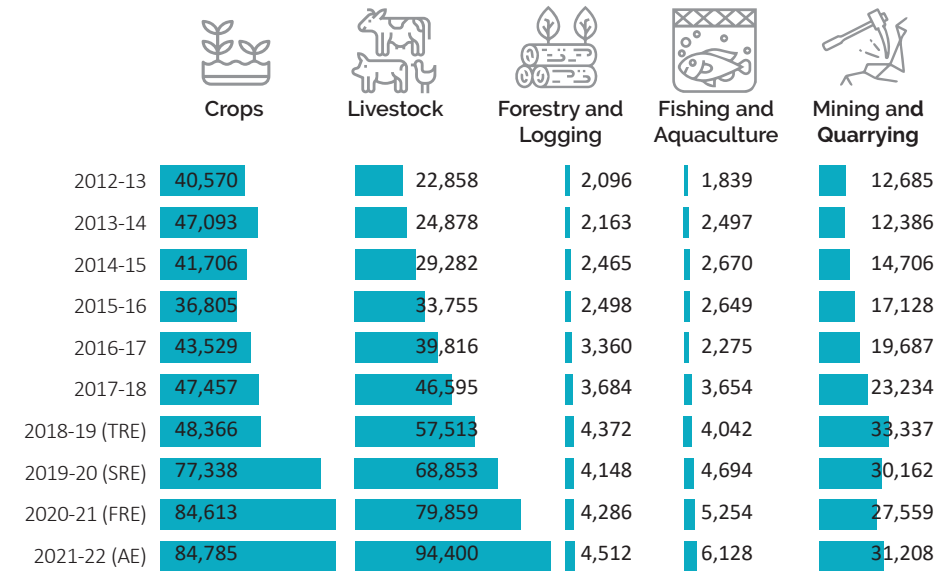 Crops Livestock Forestry and Fishing and Mining and
Logging Aquaculture Quarrying
2012-13 40,570 22,858 2,096 1,839 12,685
2013-14 47,093 24,878 2,163 2,497 12,386
2014-15 41,706 29,282 2,465 2,670 14,706
2015-16 36,805 33,755 2,498 2,649 17,128
2016-17 43,529 39,816 3,360 2,275 19,687
2017-18 47,457 46,595 3,684 3,654 23,234
2018-19 (TRE) 48,366 57,513 4,372 4,042 33,337
2019-20 (SRE) 77,338 68,853 4,148 4,694 30,162
2020-21 (FRE) 84,613 79,859 4,286 5,254 27,559
2021-22 (AE) 84,785 94,400 4,512 6,128 31,208